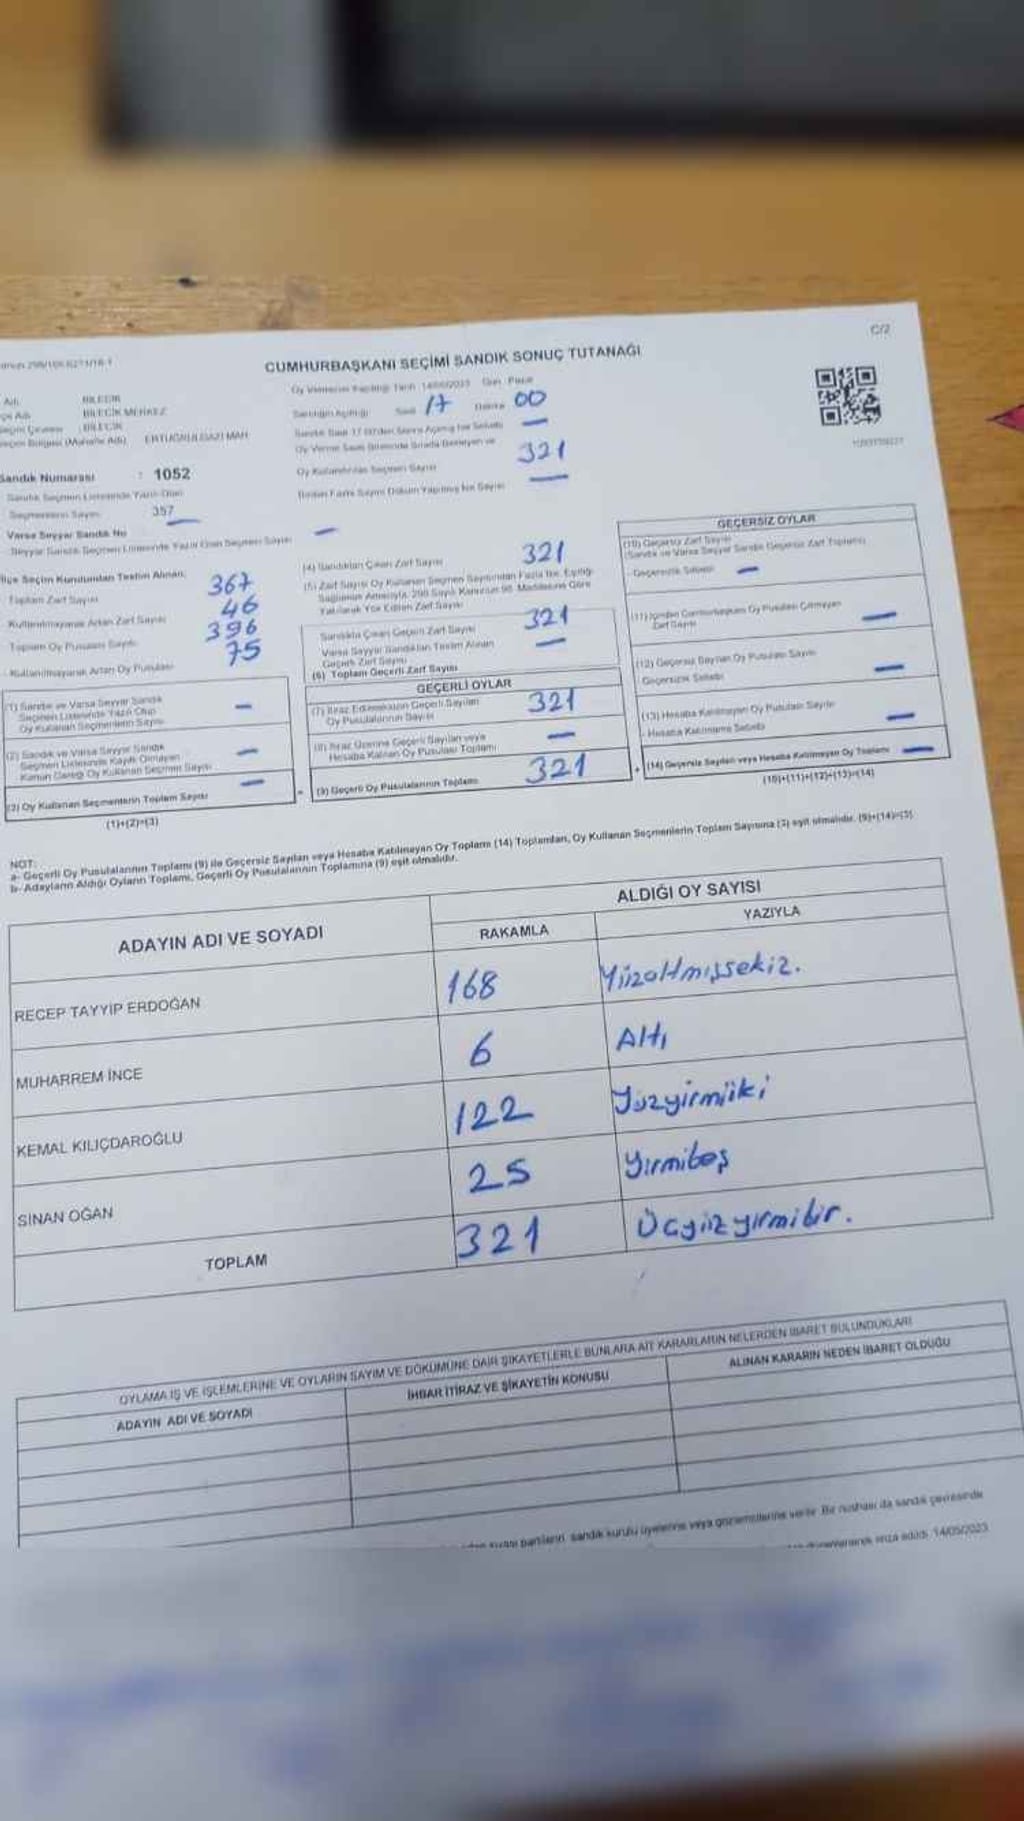 C/2
CUMHURBAŞKANI SEÇİMİ SANDIK SONUÇ TUTANAĞI
Oy Vermenin Yapıldığı Tarih 14/05/2023 Gün Pazar
Adı BİLECİK
BİLECİK MERKEZ
Seçim Çevresi : BİLECİK
(Mahalle Adı) ERTUĞRULGAZİ MAH.
Sandığın Açıldığı Saat 17 Dakika 00
Sandık Saat 17.00'den Sonra Açılmış İse Sebebi —
Oy Verme Saati Bitiminde Sırada Bekleyen ve
Oy Kullandırılan Seçmen Sayısı 321
Birden Fazla Sayım Döküm Yapılmış İse Sayısı —
Sandık Numarası : 1052
Sandık Seçmen Listesinde Yazılı Olan
Seçmenlerin Sayısı 357
Varsa Seyyar Sandık No —
Seyyar Sandık Seçmen Listesinde Yazılı Olan Seçmen Sayısı —
İlçe Seçim Kurulundan Teslim Alınan;
Toplam Zarf Sayısı 367
Kullanılmayarak Artan Zarf Sayısı 46
Toplam Oy Pusulası Sayısı 396
Kullanılmayarak Artan Oy Pusulası 75
(4) Sandıktan Çıkan Zarf Sayısı 321
(5) Zarf Sayısı Oy Kullanan Seçmen Sayısından Fazla İse, Eşitliği
Sağlamak Amacıyla, 298 Sayılı Kanunun 98. Maddesine Göre
Yakılarak Yok Edilen Zarf Sayısı
Sandıkta Çıkan Geçerli Zarf Sayısı 321
Varsa Seyyar Sandıktan Teslim Alınan
Geçerli Zarf Sayısı —
(6) Toplam Geçerli Zarf Sayısı
(1) Sandık ve Varsa Seyyar Sandık
Seçmen Listesinde Yazılı Olup
Oy Kullanan Seçmenlerin Sayısı —
(2) Sandık ve Varsa Seyyar Sandık
Seçmen Listesinde Kayıtlı Olmayan
Kanun Gereği Oy Kullanan Seçmen Sayısı —
(3) Oy Kullanan Seçmenlerin Toplam Sayısı —
(1)+(2)=(3)
GEÇERLİ OYLAR
(7) İtiraz Edilmeksizin Geçerli Sayılan
Oy Pusulalarının Sayısı 321
(8) İtiraz Üzerine Geçerli Sayılan veya
Hesaba Katılan Oy Pusulası Toplamı —
(9) Geçerli Oy Pusulalarının Toplamı 321
GEÇERSİZ OYLAR
(10) Geçersiz Zarf Sayısı
(Sandık ve Varsa Seyyar Sandık Geçersiz Zarf Toplamı)
- Geçersizlik Sebebi —
(11) İçinden Cumhurbaşkanı Oy Pusulası Çıkmayan
Zarf Sayısı —
(12) Geçersiz Sayılan Oy Pusulası Sayısı
Geçersizlik Sebebi —
(13) Hesaba Katılmayan Oy Pusulası Sayısı
- Hesaba Katılmama Sebebi —
(14) Geçersiz Sayılan veya Hesaba Katılmayan Oy Toplamı —
(10)+(11)+(12)+(13)=(14)
NOT:
a- Geçerli Oy Pusulalarının Toplamı (9) ile Geçersiz Sayılan veya Hesaba Katılmayan Oy Toplamı (14) Toplamları, Oy Kullanan Seçmenlerin Toplam Sayısına (3) eşit olmalıdır. (9)+(14)=(3)
b- Adayların Aldığı Oyların Toplamı, Geçerli Oy Pusulalarının Toplamına (9) eşit olmalıdır.
ADAYIN ADI VE SOYADI
ALDIĞI OY SAYISI
RAKAMLA YAZIYLA
RECEP TAYYİP ERDOĞAN 168 Yüzaltmışsekiz.
MUHARREM İNCE 6 Altı
KEMAL KILIÇDAROĞLU 122 Yüzyirmiiki
SİNAN OĞAN 25 Yirmibeş
TOPLAM 321 Üçyüzyirmibir.
OYLAMA İŞ VE İŞLEMLERİNE VE OYLARIN SAYIM VE DÖKÜMÜNE DAİR ŞİKAYETLERLE BUNLARA AİT KARARLARIN NELERDEN İBARET BULUNDUKLARI
ADAYIN ADI VE SOYADI
İHBAR İTİRAZ VE ŞİKAYETİN KONUSU
ALINAN KARARIN NEDEN İBARET OLDUĞU
siyasi partilerin, sandık kurulu üyelerine veya gözlemcilerine verilir. Bir nüshası da sandık çevresinde
düzenlenerek imza edildi. 14/05/2023